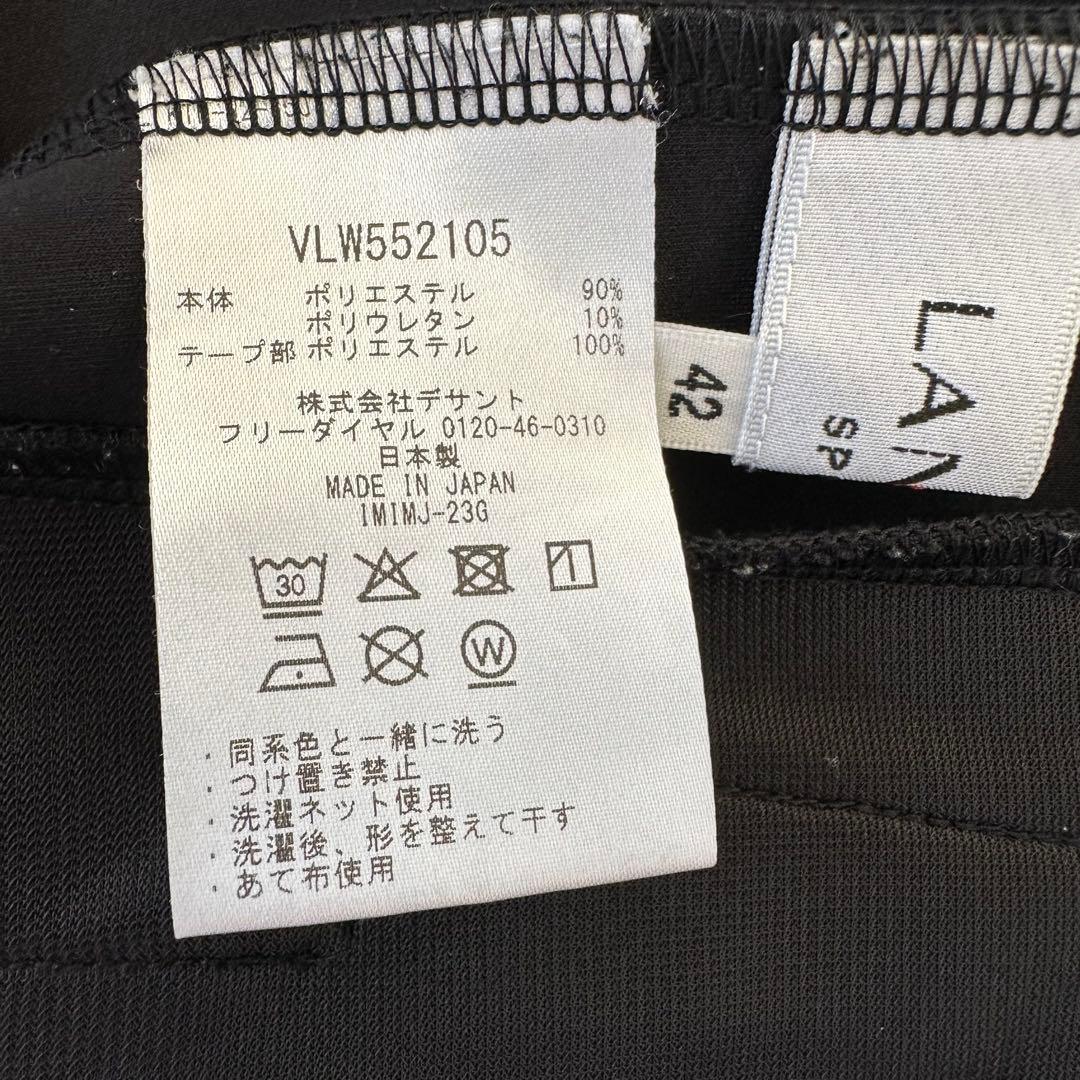 VLW552105
本体 ポリエステル 90%
ポリウレタン 10%
テープ部 ポリエステル 100%
株式会社デサント
フリーダイヤル 0120-46-0310
日本製
MADE IN JAPAN
IMIMJ-23G
30
1
W
・同系色と一緒に洗う
・つけ置き禁止
・洗濯ネット使用
・洗濯後、形を整えて干す
・あて布使用
42
LAN
SP